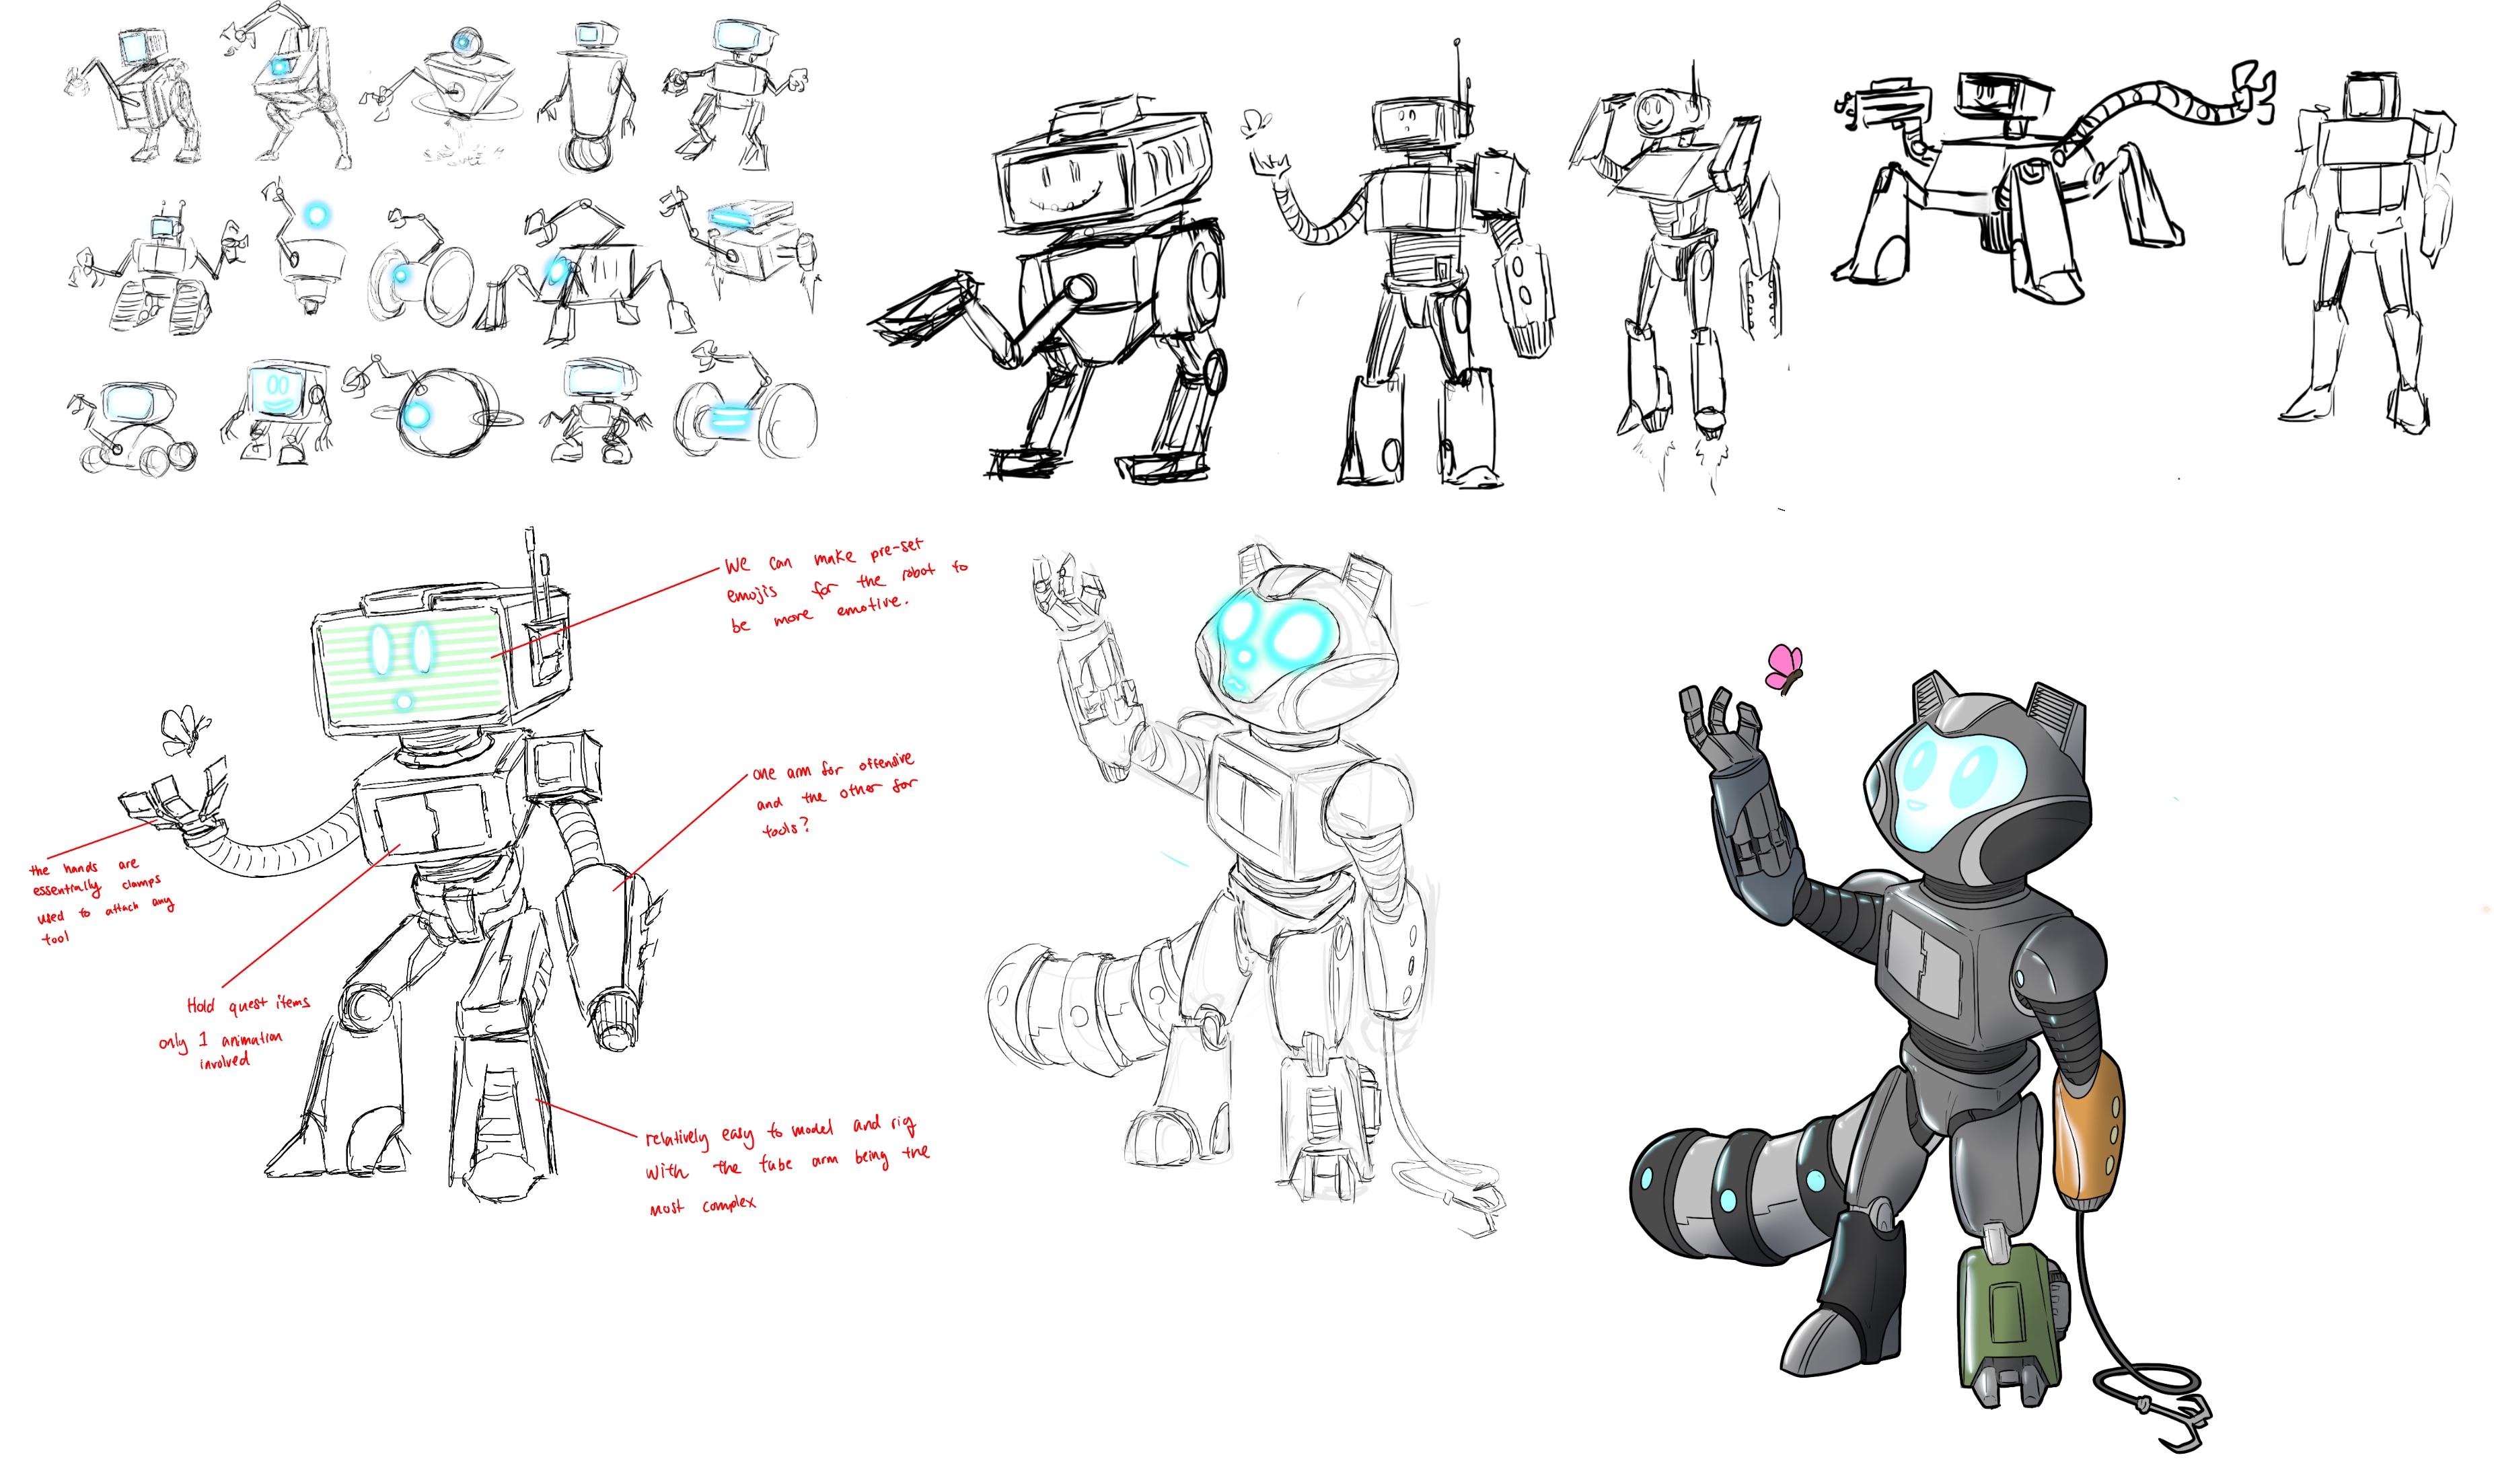 We can make pre-set
emojis for the robot to
be more emotive.
one arm for offensive
and the other for
tools?
the hands are
essentially clamps
used to attach any
tool
Hold quest items
only 1 animation
involved
relatively easy to model and rig
with the tube arm being the
most complex